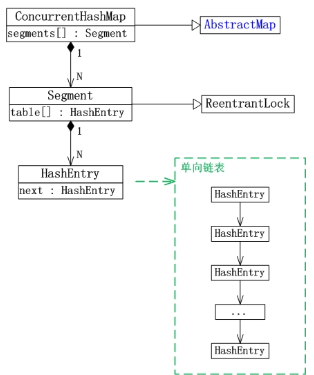 ConcurrentHashMap
segments[] : Segment
AbstractMap
1
N
Segment
table[] : HashEntry
ReentrantLock
1
N
HashEntry
next : HashEntry
单向链表
HashEntry
HashEntry
HashEntry
...
HashEntry